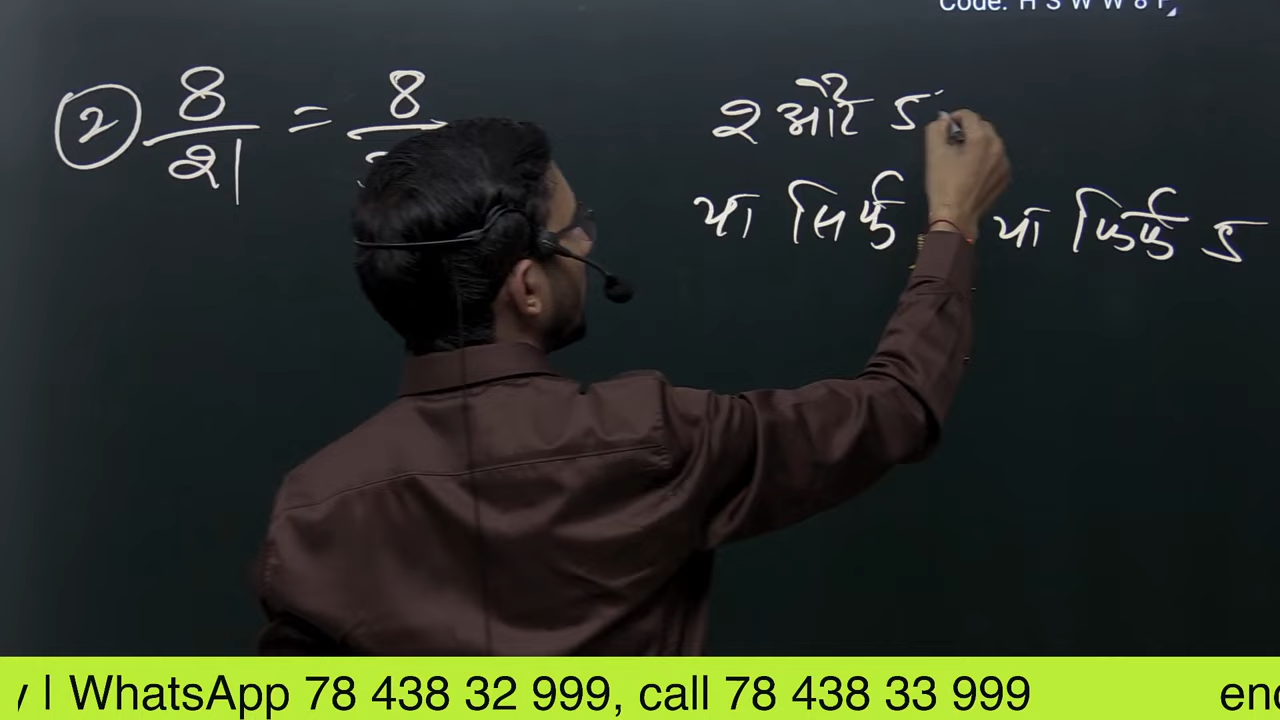 Code: H S W W 8 F
② 8/21 = 8
2 और 5
या सिर्फ या सिर्फ 5
y | WhatsApp 78 438 32 999, call 78 438 33 999 enq